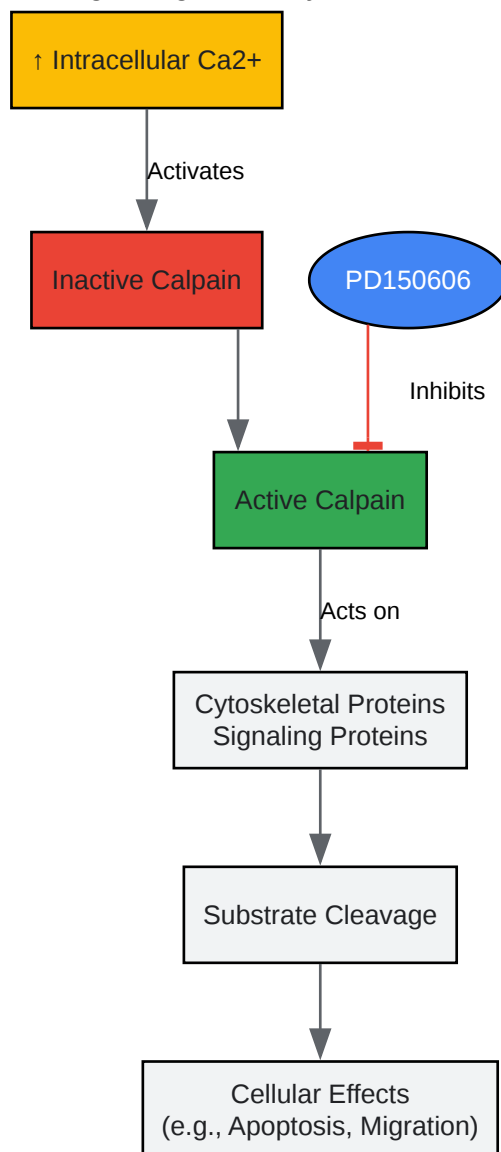 ↑ Intracellular Ca2+
Activates
Inactive Calpain
PD150606
Inhibits
Active Calpain
Acts on
Cytoskeletal Proteins
Signaling Proteins
Substrate Cleavage
Cellular Effects
(e.g., Apoptosis, Migration)